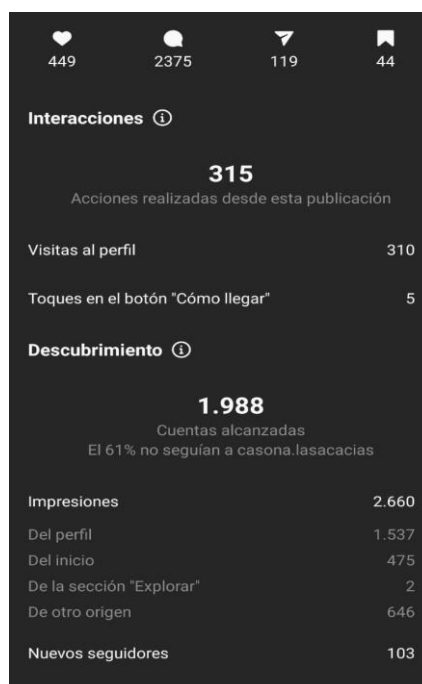 449 2375 119 44
Interacciones
315
Acciones realizadas desde esta publicación
Visitas al perfil 310
Toques en el botón "Cómo llegar" 5
Descubrimiento
1.988
Cuentas alcanzadas
El 61% no seguían a casona.lasacacias
Impresiones 2.660
Del perfil 1.537
Del inicio 475
De la sección "Explorar" 2
De otro origen 646
Nuevos seguidores 103